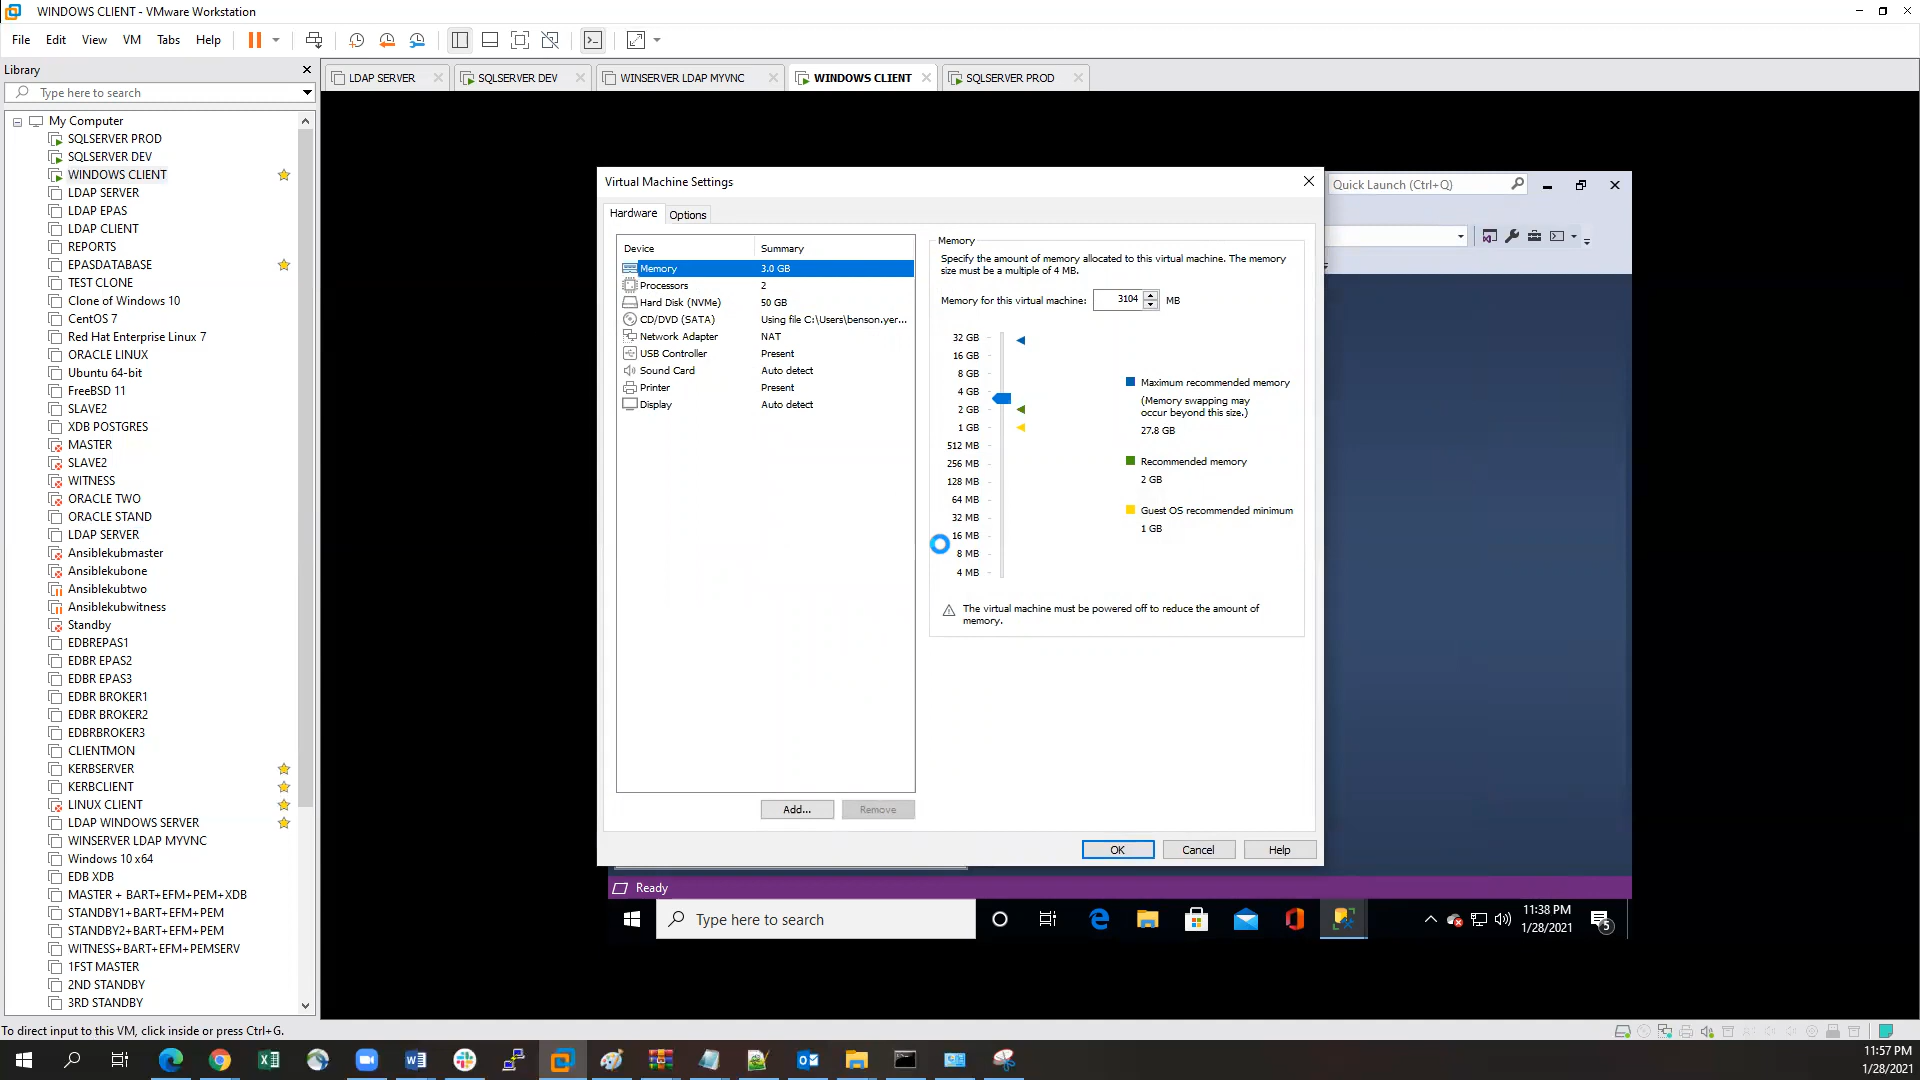 WINDOWS CLIENT - VMware Workstation
File Edit View VM Tabs Help
Library
Type here to search
My Computer
SQLSERVER PROD
SQLSERVER DEV
WINDOWS CLIENT
LDAP SERVER
LDAP EPAS
LDAP CLIENT
REPORTS
EPASDATABASE
TEST CLONE
Clone of Windows 10
CentOS 7
Red Hat Enterprise Linux 7
ORACLE LINUX
Ubuntu 64-bit
FreeBSD 11
SLAVE2
XDB POSTGRES
MASTER
SLAVE2
WITNESS
ORACLE TWO
ORACLE STAND
LDAP SERVER
Ansiblekubmaster
Ansiblekubone
Ansiblekubtwo
Ansiblekubwitness
Standby
EDBREPAS1
EDBR EPAS2
EDBR EPAS3
EDBR BROKER1
EDBR BROKER2
EDBRBROKER3
CLIENTMON
KERBSERVER
KERBCLIENT
LINUX CLIENT
LDAP WINDOWS SERVER
WINSERVER LDAP MYVNC
Windows 10 x64
EDB XDB
MASTER + BART+EFM+PEM+XDB
STANDBY1+BART+EFM+PEM
STANDBY2+BART+EFM+PEM
WITNESS+BART+EFM+PEMSERV
1FST MASTER
2ND STANDBY
3RD STANDBY
LDAP SERVER SQLSERVER DEV WINSERVER LDAP MYVNC WINDOWS CLIENT SQLSERVER PROD
Virtual Machine Settings
Quick Launch (Ctrl+Q)
Hardware Options
Device Summary
Memory 3.0 GB
Processors 2
Hard Disk (NVMe) 50 GB
CD/DVD (SATA) Using file C:\Users\benson.yer...
Network Adapter NAT
USB Controller Present
Sound Card Auto detect
Printer Present
Display Auto detect
Add... Remove
Memory
Specify the amount of memory allocated to this virtual machine. The memory
size must be a multiple of 4 MB.
Memory for this virtual machine: 3104 MB
32 GB
16 GB
8 GB
4 GB
2 GB
1 GB
512 MB
256 MB
128 MB
64 MB
32 MB
16 MB
8 MB
4 MB
Maximum recommended memory
(Memory swapping may
occur beyond this size.)
27.8 GB
Recommended memory
2 GB
Guest OS recommended minimum
1 GB
The virtual machine must be powered off to reduce the amount of
memory.
OK Cancel Help
Ready
Type here to search
11:38 PM
1/28/2021
5
To direct input to this VM, click inside or press Ctrl+G.
11:57 PM
1/28/2021